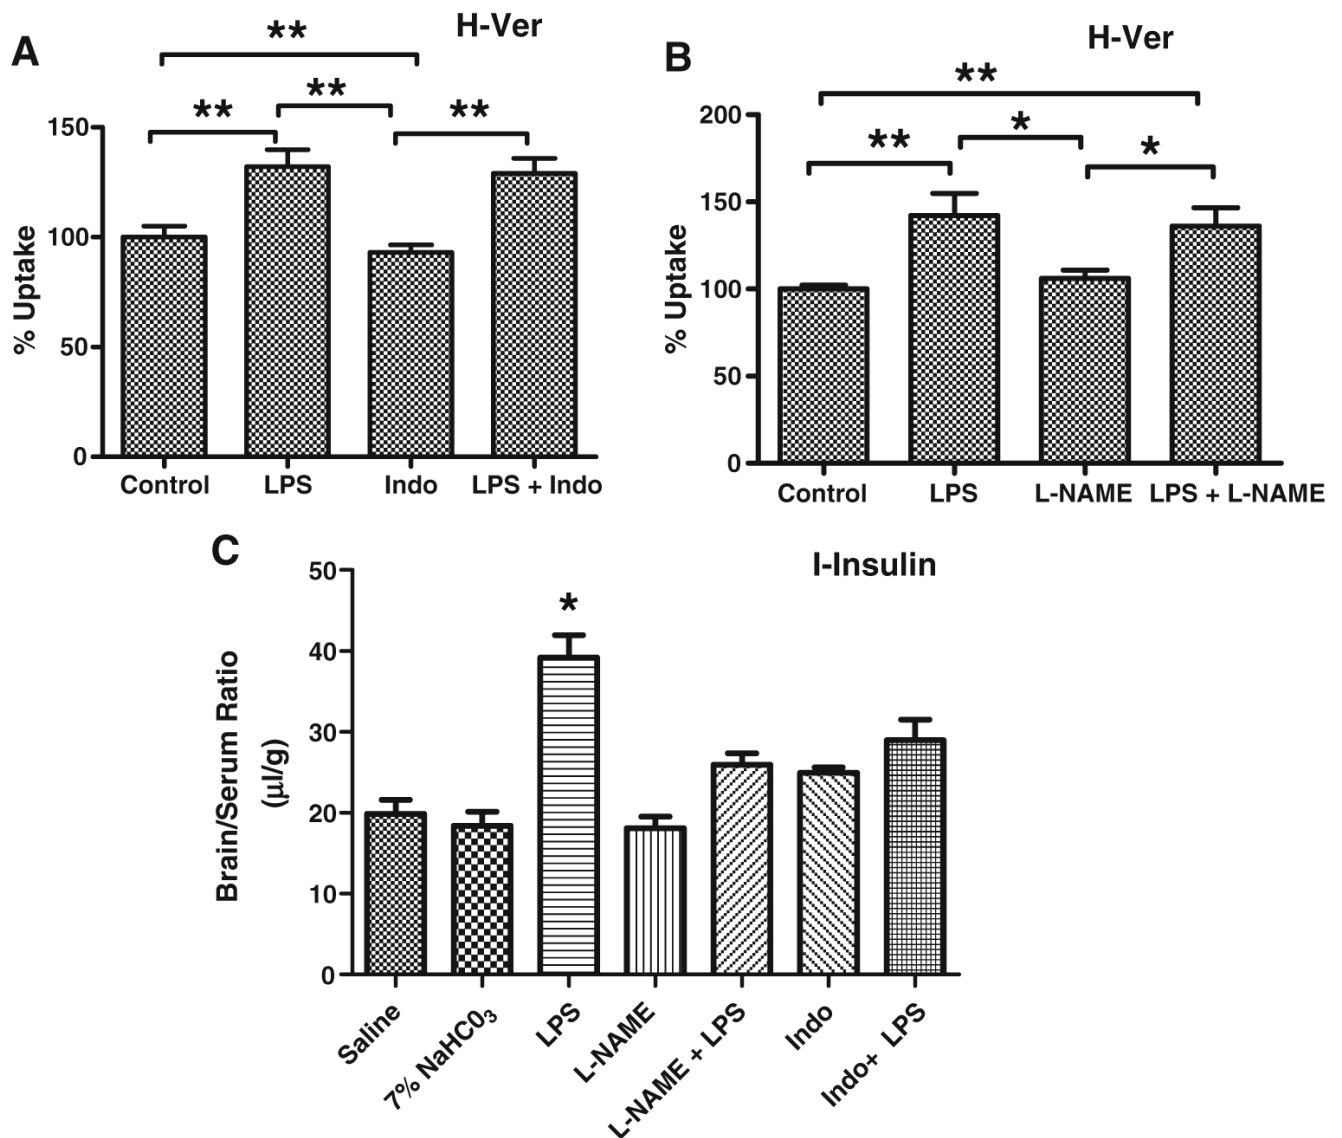 A
H-Ver
**
**
**
**
% Uptake
150
100
50
0
Control
LPS
Indo
LPS + Indo
B
H-Ver
**
**
*
*
% Uptake
200
150
100
50
0
Control
LPS
L-NAME
LPS + L-NAME
C
I-Insulin
Brain/Serum Ratio
(µl/g)
50
40
30
20
10
0
*
Saline
7% NaHC0₃
LPS
L-NAME
L-NAME + LPS
Indo
Indo+ LPS